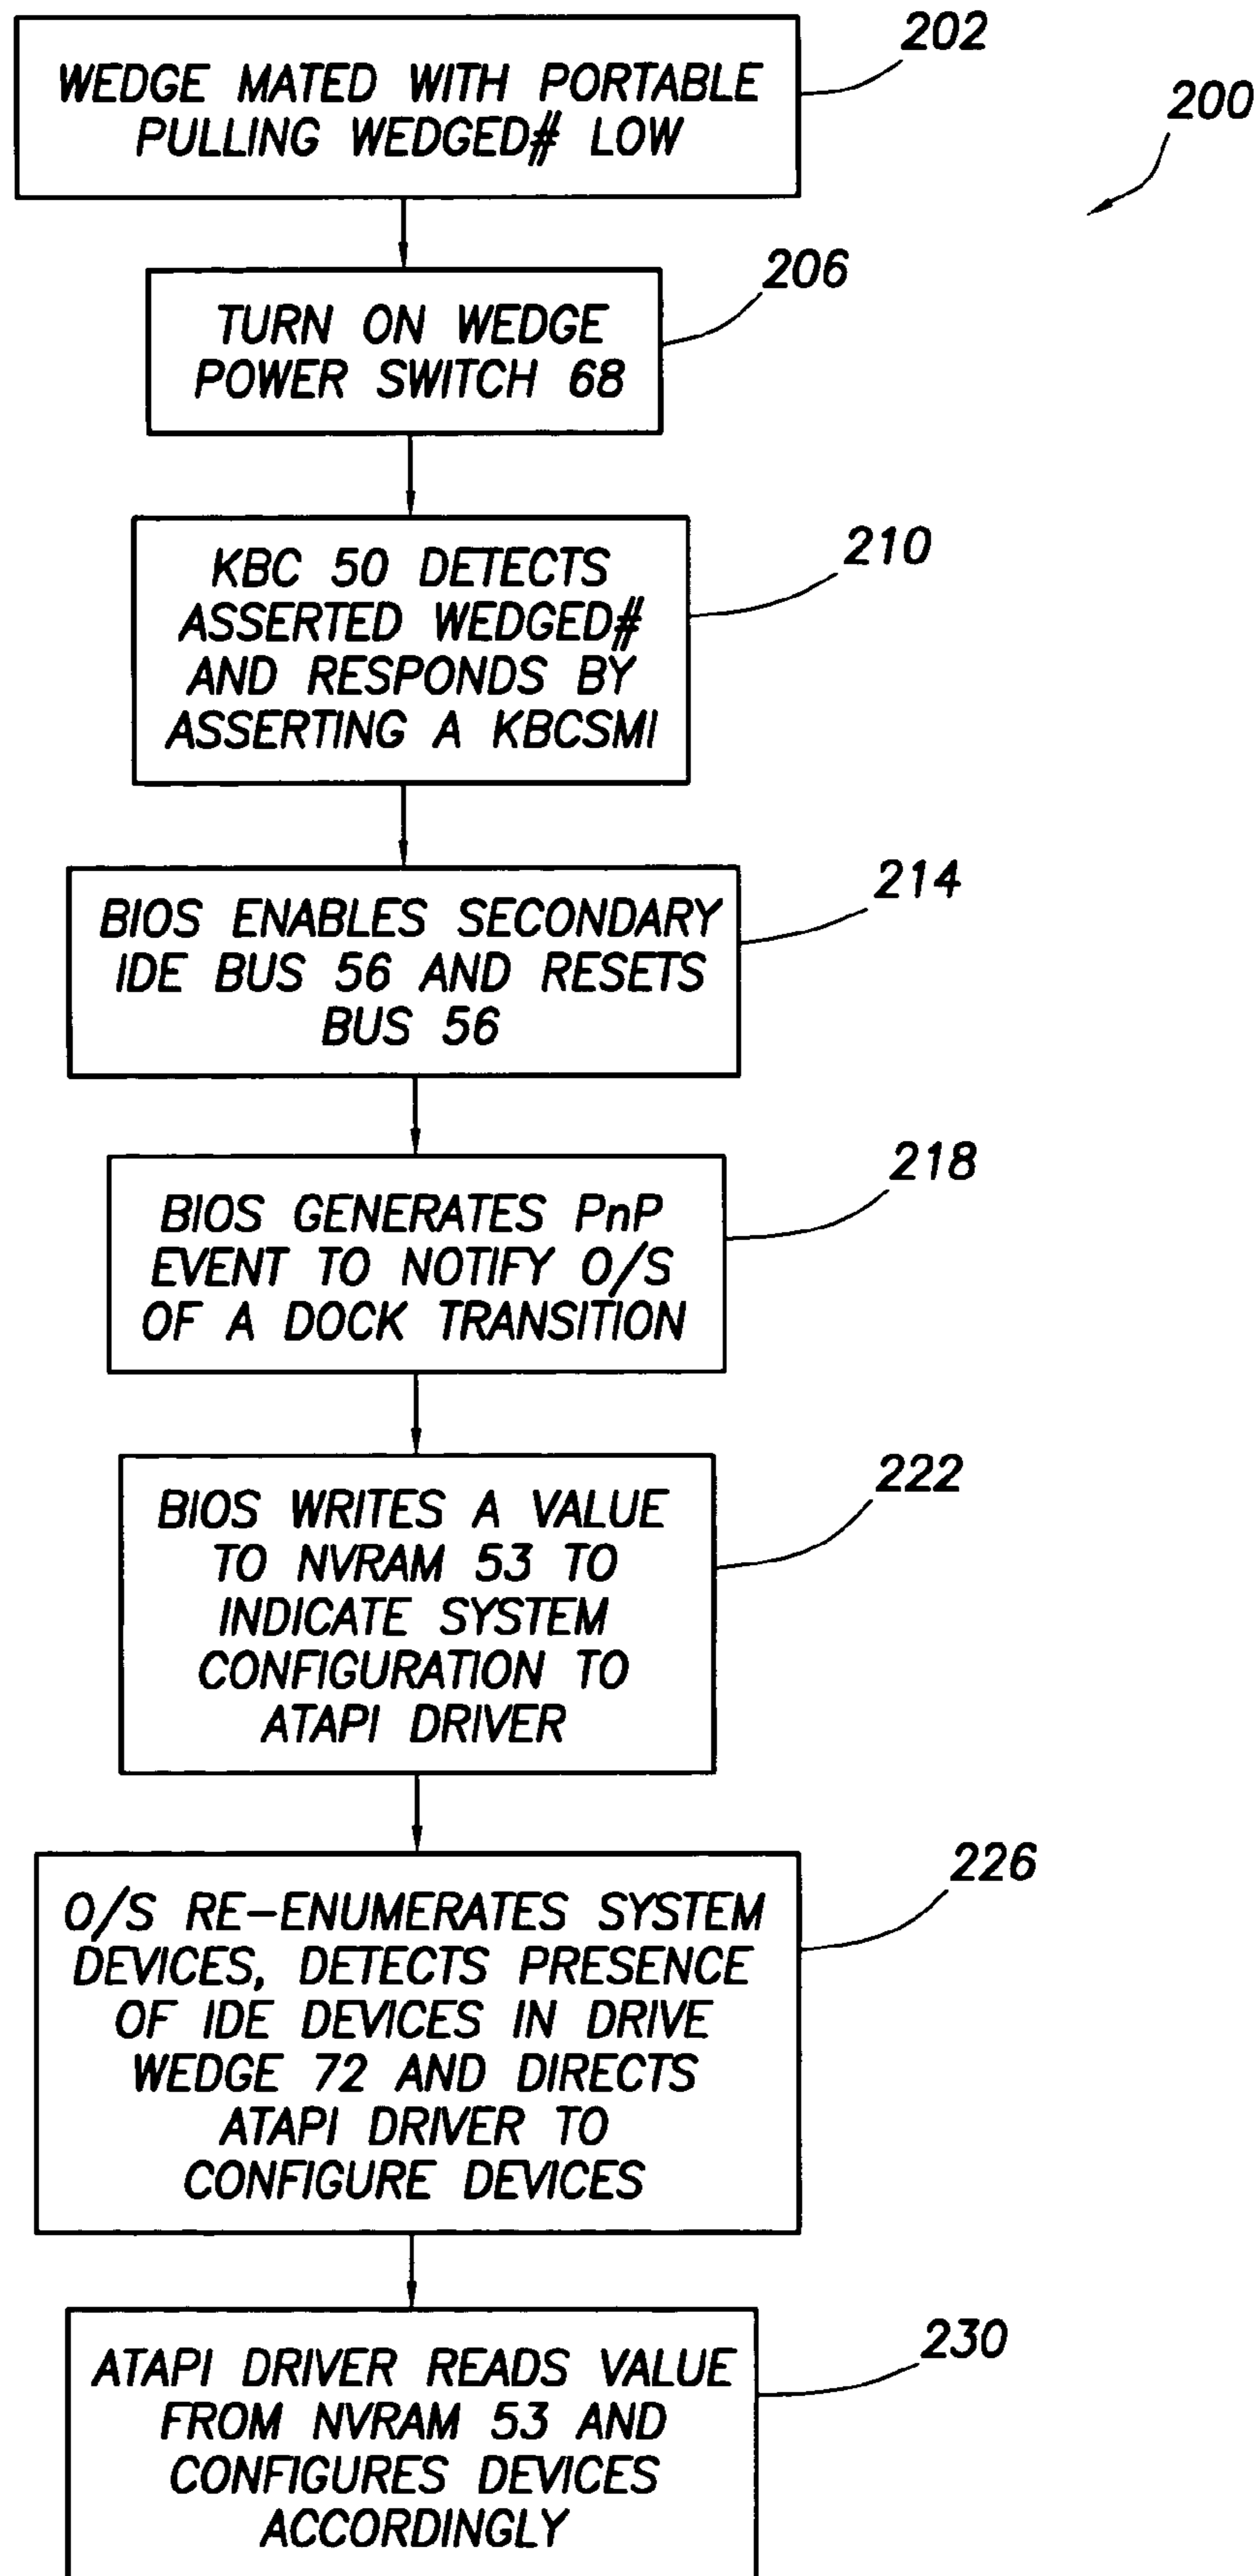 202
WEDGE MATED WITH PORTABLE
PULLING WEDGED# LOW
200
206
TURN ON WEDGE
POWER SWITCH 68
210
KBC 50 DETECTS
ASSERTED WEDGED#
AND RESPONDS BY
ASSERTING A KBCSMI
214
BIOS ENABLES SECONDARY
IDE BUS 56 AND RESETS
BUS 56
218
BIOS GENERATES PnP
EVENT TO NOTIFY O/S
OF A DOCK TRANSITION
222
BIOS WRITES A VALUE
TO NVRAM 53 TO
INDICATE SYSTEM
CONFIGURATION TO
ATAPI DRIVER
226
O/S RE-ENUMERATES SYSTEM
DEVICES, DETECTS PRESENCE
OF IDE DEVICES IN DRIVE
WEDGE 72 AND DIRECTS
ATAPI DRIVER TO
CONFIGURE DEVICES
230
ATAPI DRIVER READS VALUE
FROM NVRAM 53 AND
CONFIGURES DEVICES
ACCORDINGLY